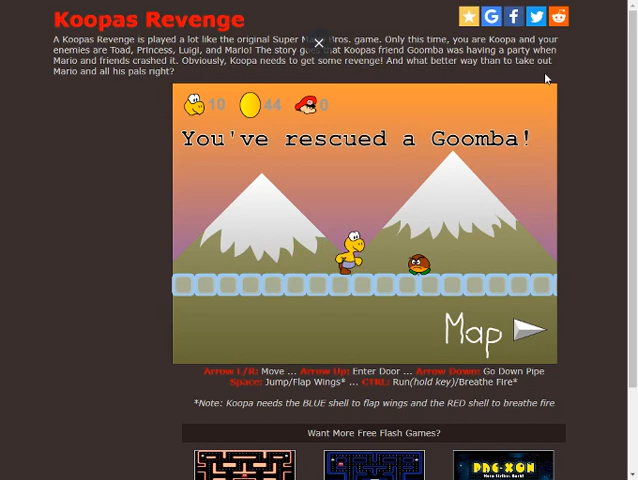 Koopas Revenge
A Koopas Revenge is played a lot like the original Super Bros. game. Only this time, you are Koopa and your
enemies are Toad, Princess, Luigi, and Mario! The story that Koopas friend Goomba was having a party when
Mario and friends crashed it. Obviously, Koopa needs to get some revenge! And what better way than to take out
Mario and all his pals right?
10 44 0
You've rescued a Goomba!
Map
Arrow L/R: Move ... Arrow Up: Enter Door ... Arrow Down: Go Down Pipe
Space: Jump/Flap Wings* ... CTRL: Run(hold key)/Breathe Fire*
*Note: Koopa needs the BLUE shell to flap wings and the RED shell to breathe fire
Want More Free Flash Games?
PAC-XON